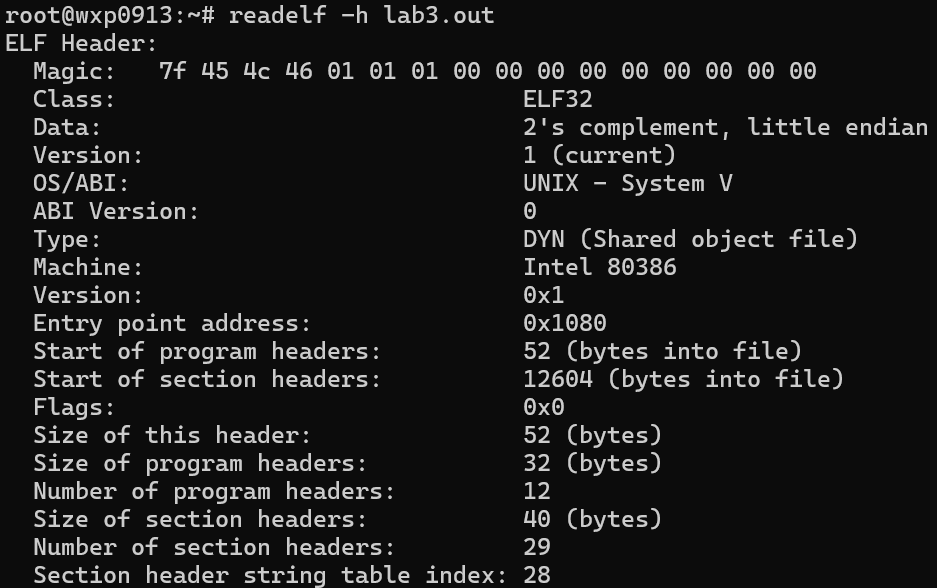 root@wxp0913:~# readelf -h lab3.out
ELF Header:
  Magic:   7f 45 4c 46 01 01 01 00 00 00 00 00 00 00 00 00
  Class:                             ELF32
  Data:                              2's complement, little endian
  Version:                           1 (current)
  OS/ABI:                            UNIX - System V
  ABI Version:                       0
  Type:                              DYN (Shared object file)
  Machine:                           Intel 80386
  Version:                           0x1
  Entry point address:               0x1080
  Start of program headers:          52 (bytes into file)
  Start of section headers:          12604 (bytes into file)
  Flags:                             0x0
  Size of this header:               52 (bytes)
  Size of program headers:           32 (bytes)
  Number of program headers:         12
  Size of section headers:           40 (bytes)
  Number of section headers:         29
  Section header string table index: 28